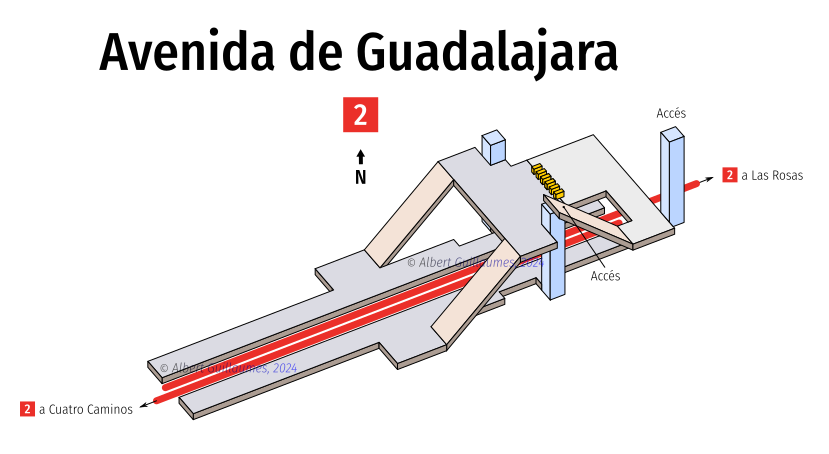 Avenida de Guadalajara
2
N
Accés
2 a Las Rosas
© Albert Guillaumes, 2024
Accés
© Albert Guillaumes, 2024
2 a Cuatro Caminos